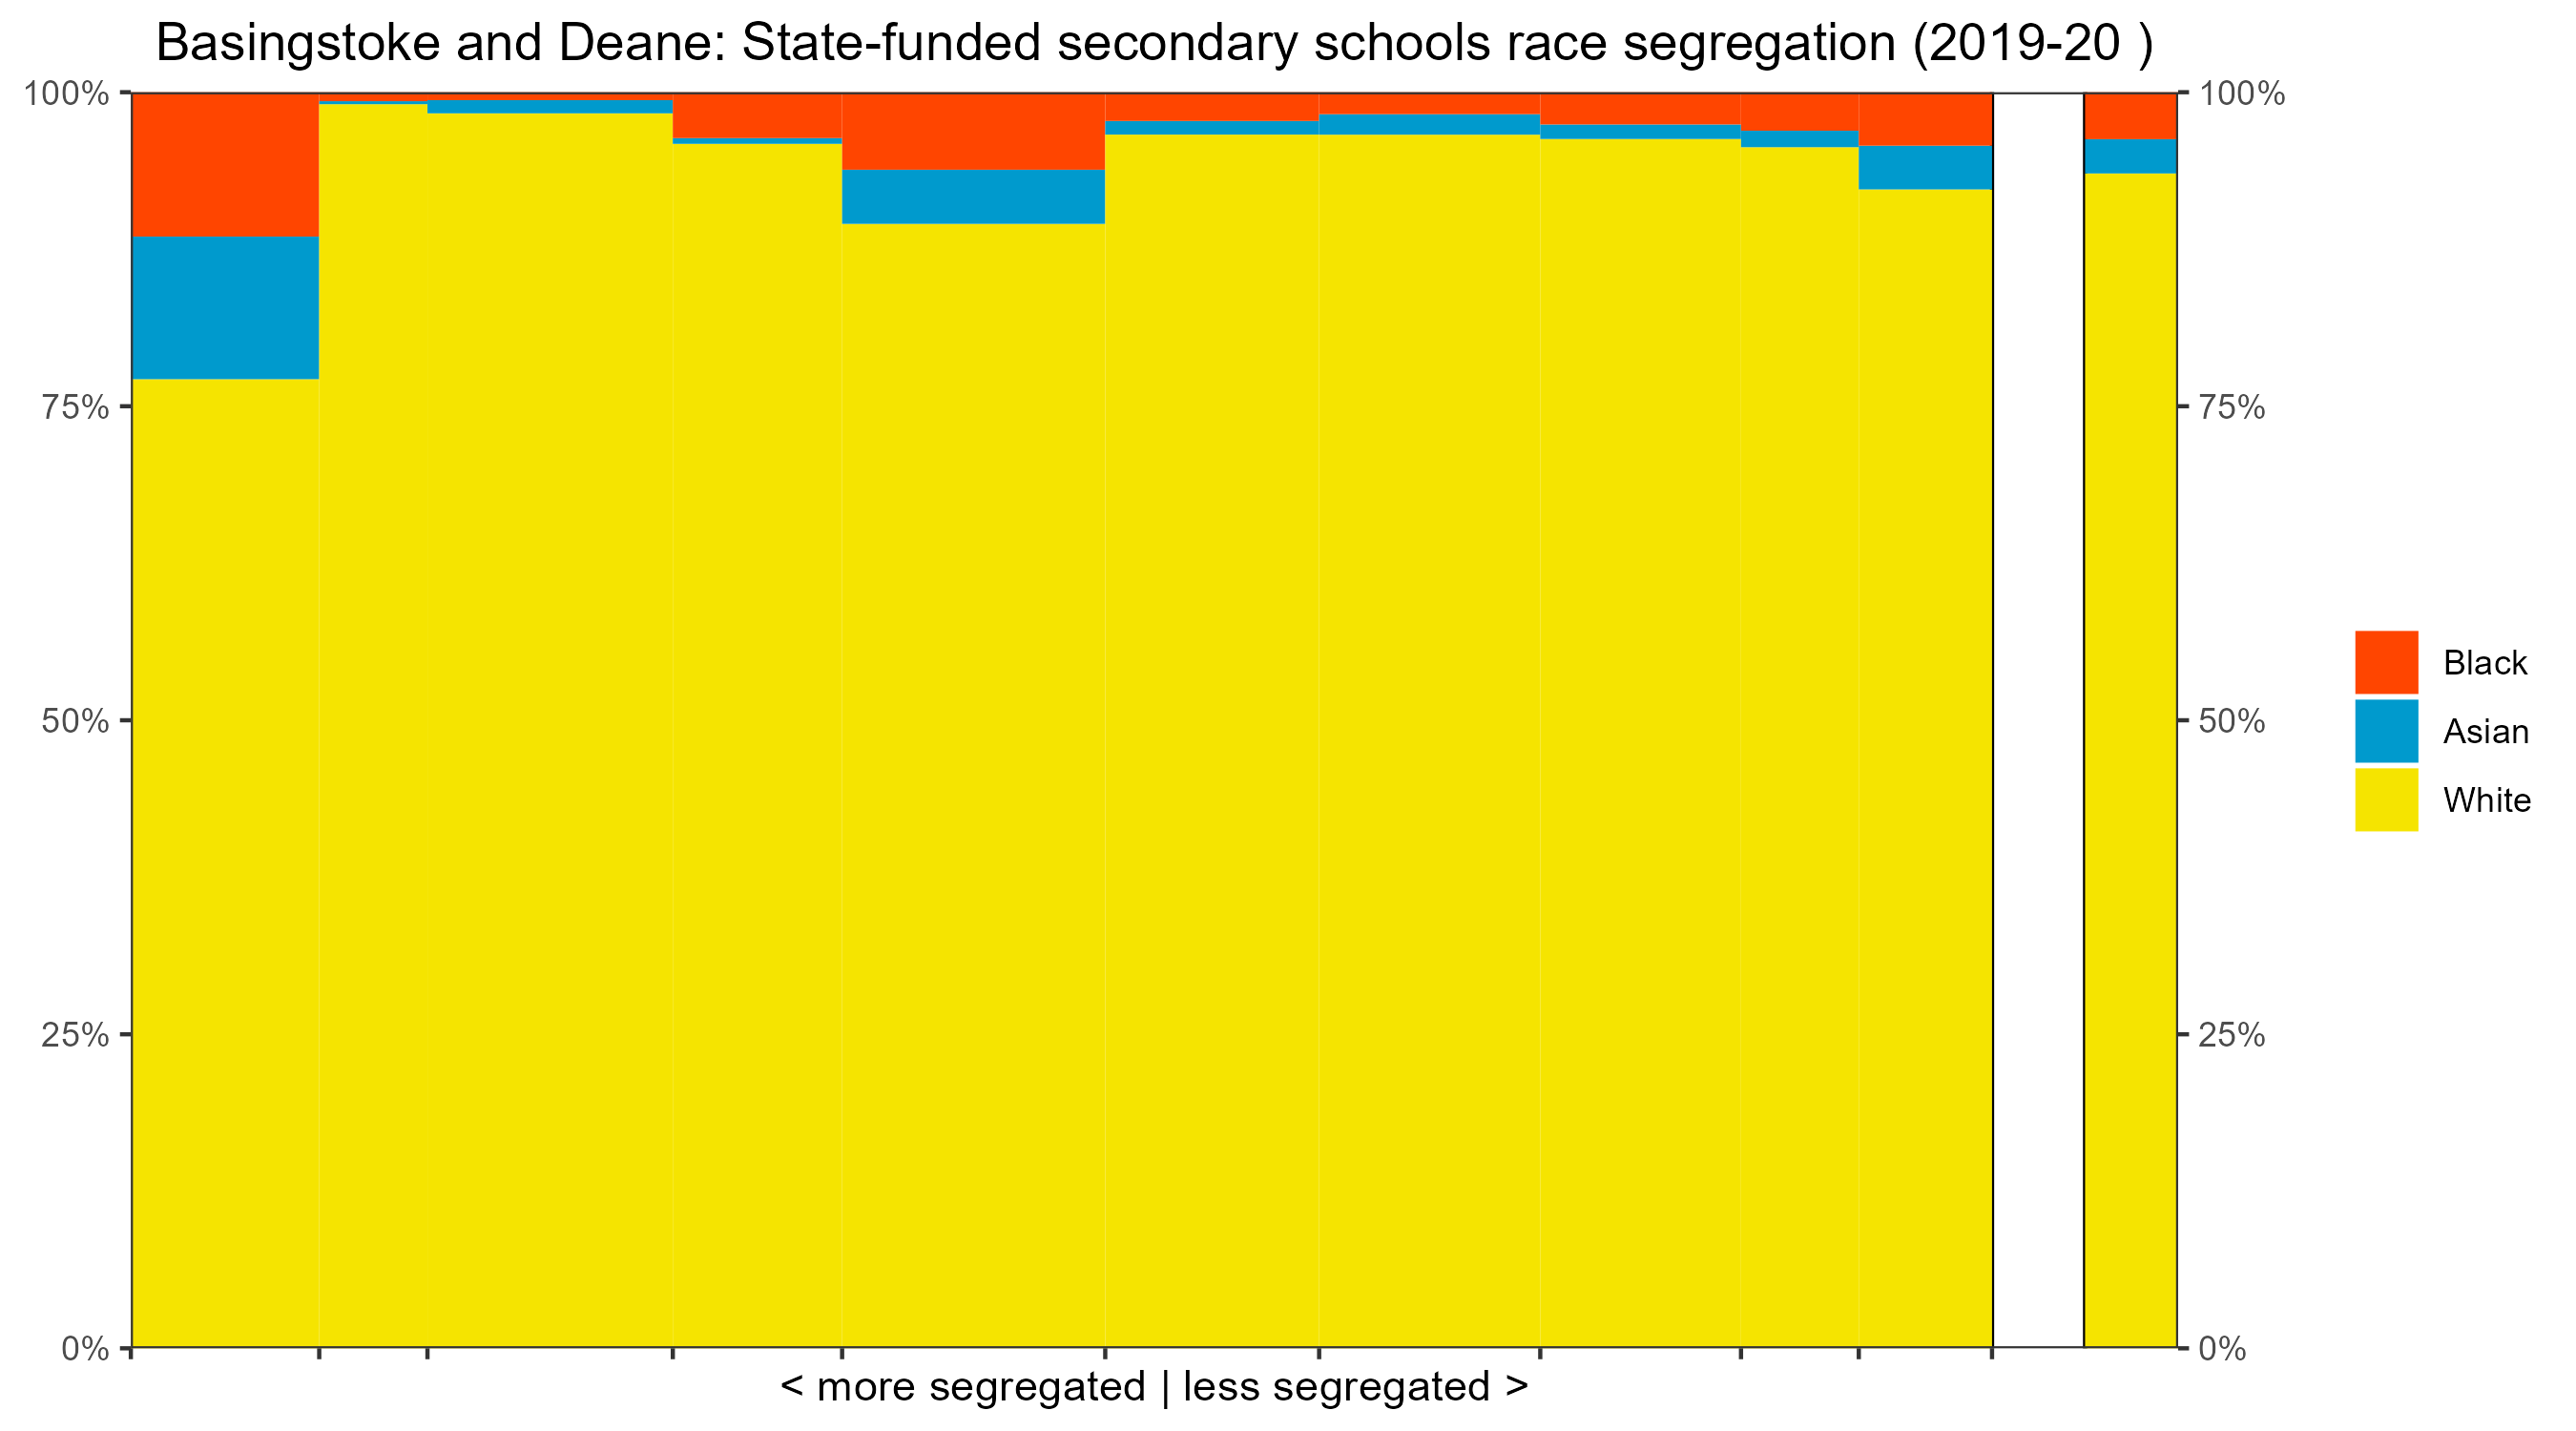 Basingstoke and Deane: State-funded secondary schools race segregation (2019-20 )
100%
75%
50%
25%
0%
100%
75%
50%
25%
0%
Black
Asian
White
< more segregated | less segregated >